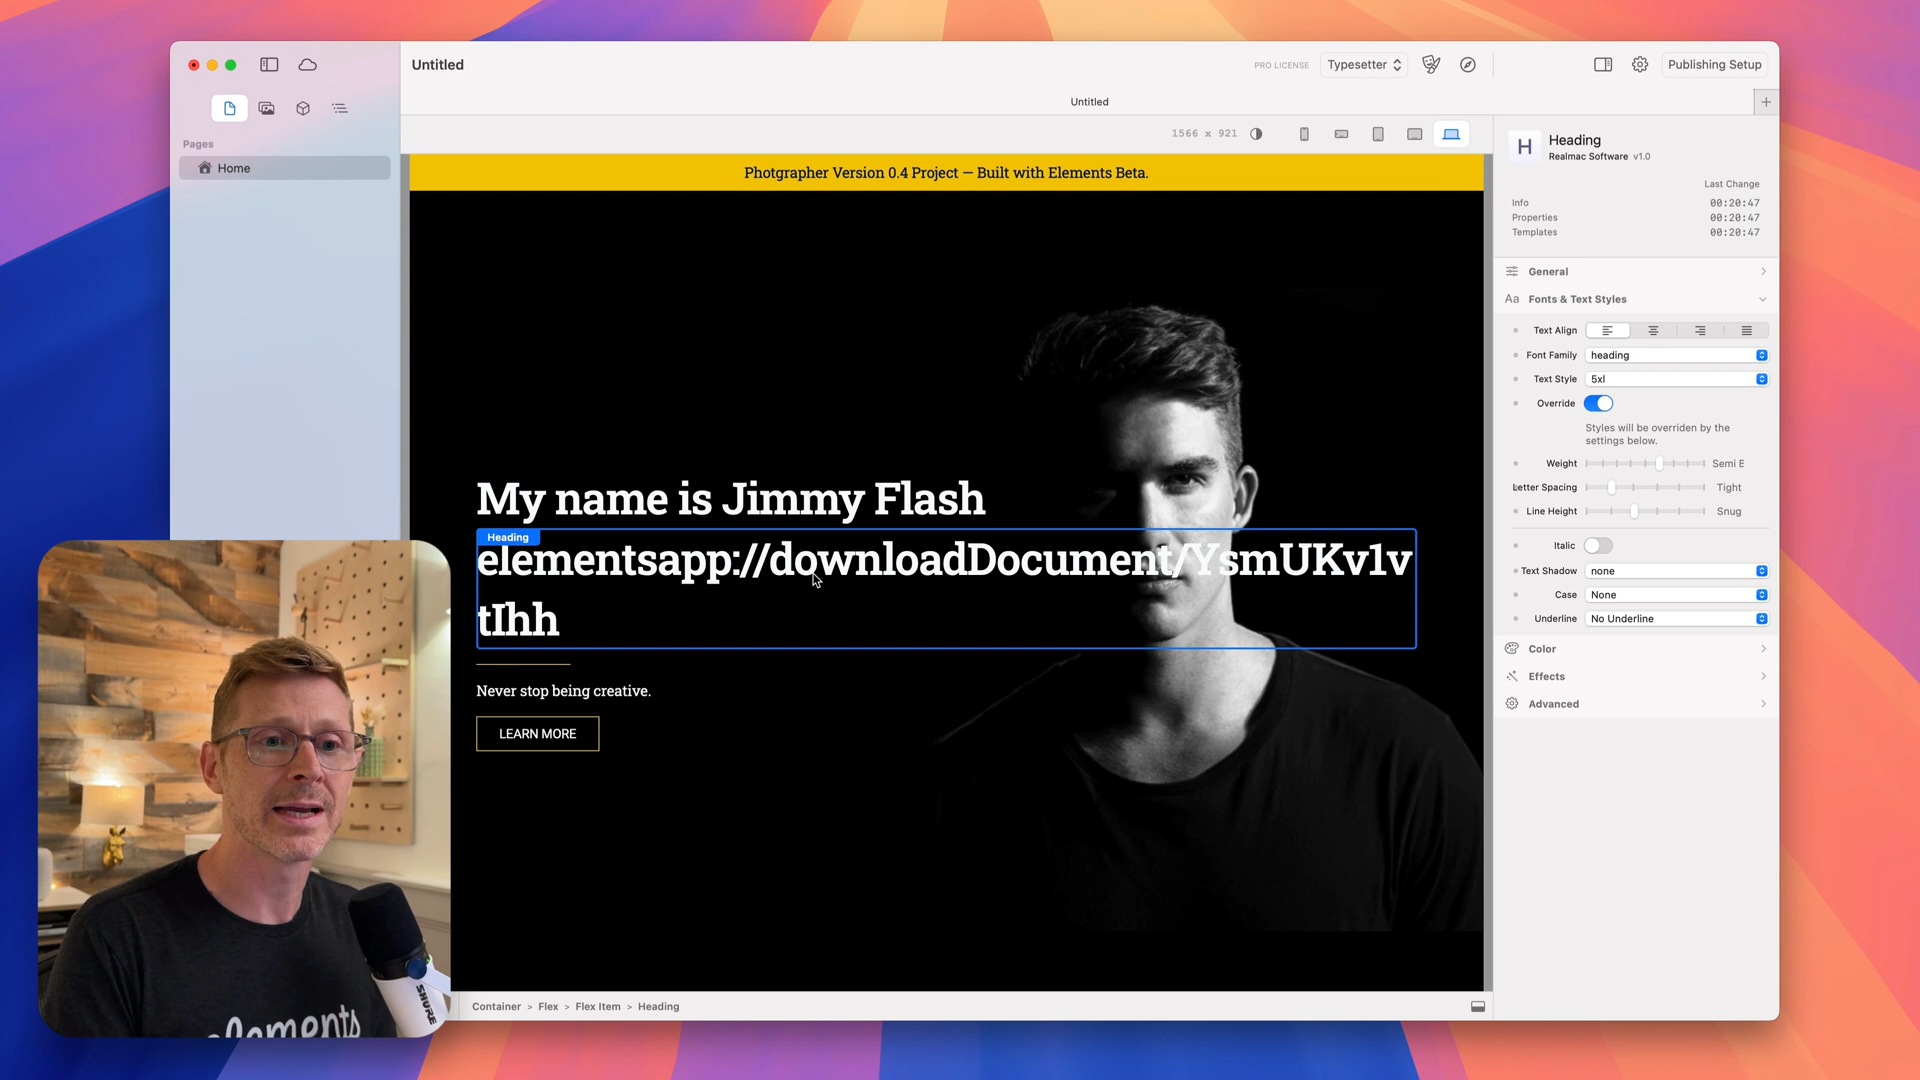 Untitled
PRO LICENSE
Typesetter
Publishing Setup
Untitled
Pages
Home
1566 x 921
Photgrapher Version 0.4 Project — Built with Elements Beta.
My name is Jimmy Flash
Heading
elementsapp://downloadDocument/YsmUKv1v
tIhh
Never stop being creative.
LEARN MORE
Container > Flex > Flex Item > Heading
H
Heading
Realmac Software v1.0
Last Change
Info 00:20:47
Properties 00:20:47
Templates 00:20:47
General
Aa Fonts & Text Styles
Text Align
Font Family heading
Text Style 5xl
Override
Styles will be overriden by the
settings below.
Weight Semi E
Letter Spacing Tight
Line Height Snug
Italic
Text Shadow none
Case None
Underline No Underline
Color
Effects
Advanced
SHURE
elements